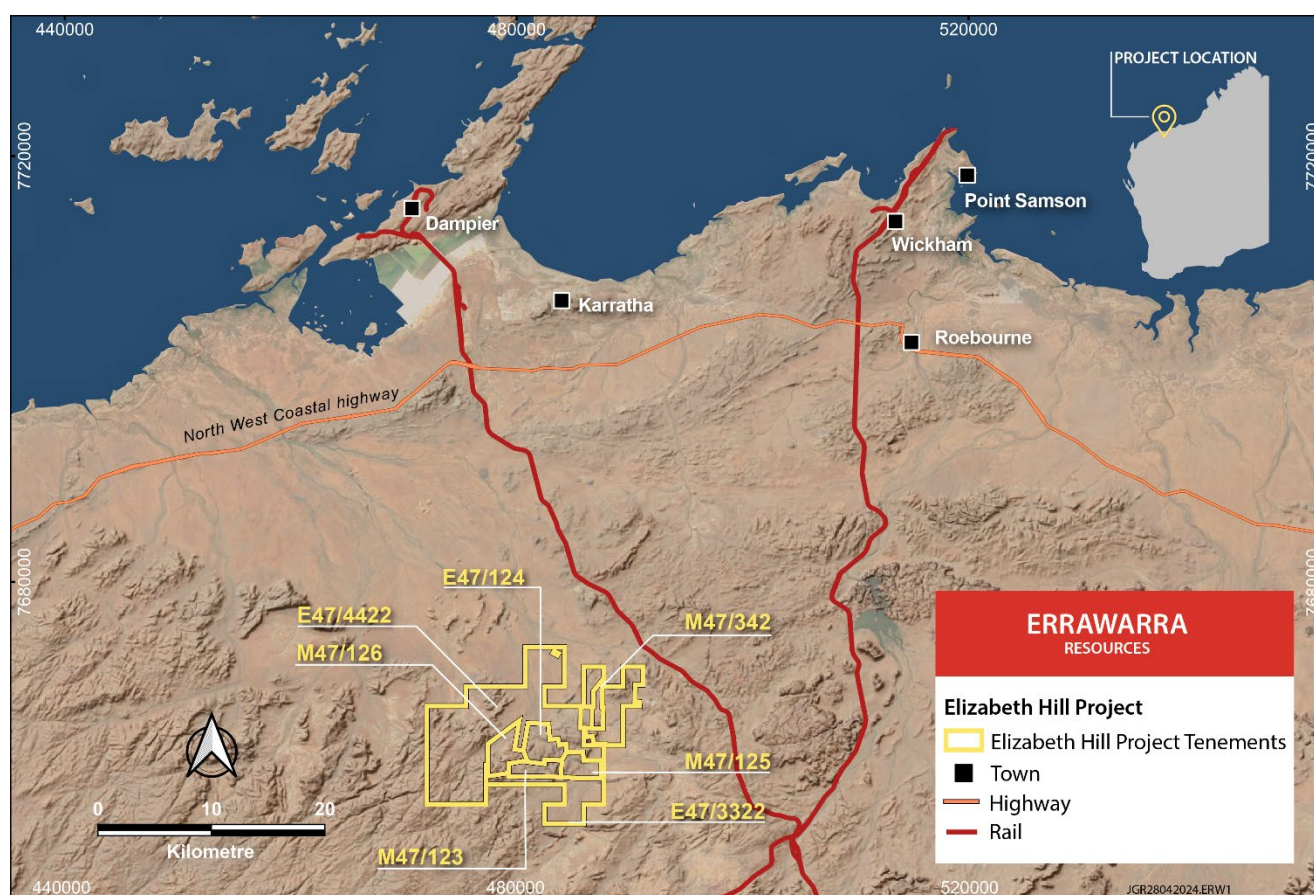 440000
480000
520000
PROJECT LOCATION
7720000
7720000
Point Samson
Dampier
Wickham
Karratha
Roebourne
North West Coastal highway
7680000
7680000
E47/124
E47/4422
M47/342
M47/126
M47/125
E47/3322
M47/123
0 10 20
Kilometre
ERRAWARRA
RESOURCES
Elizabeth Hill Project
Elizabeth Hill Project Tenements
Town
Highway
Rail
440000
480000
520000
JGR28042024.ERW1